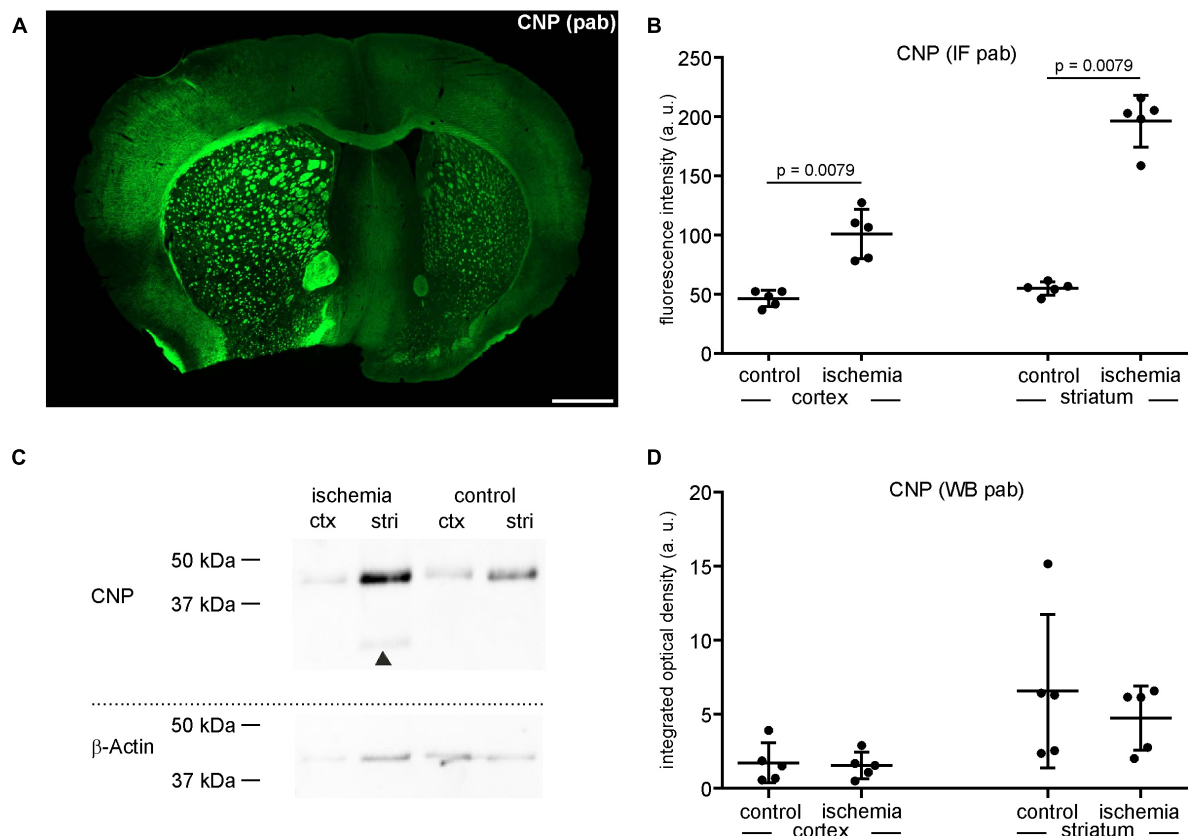 A
CNP (pab)
B
CNP (IF pab)
fluorescence intensity (a. u.)
250
200
150
100
50
0
p = 0.0079
p = 0.0079
control ischemia control ischemia
cortex striatum
C
ischemia control
ctx stri ctx stri
50 kDa
CNP
37 kDa
50 kDa
β-Actin
37 kDa
D
CNP (WB pab)
integrated optical density (a. u.)
20
15
10
5
0
control ischemia control ischemia
cortex striatum